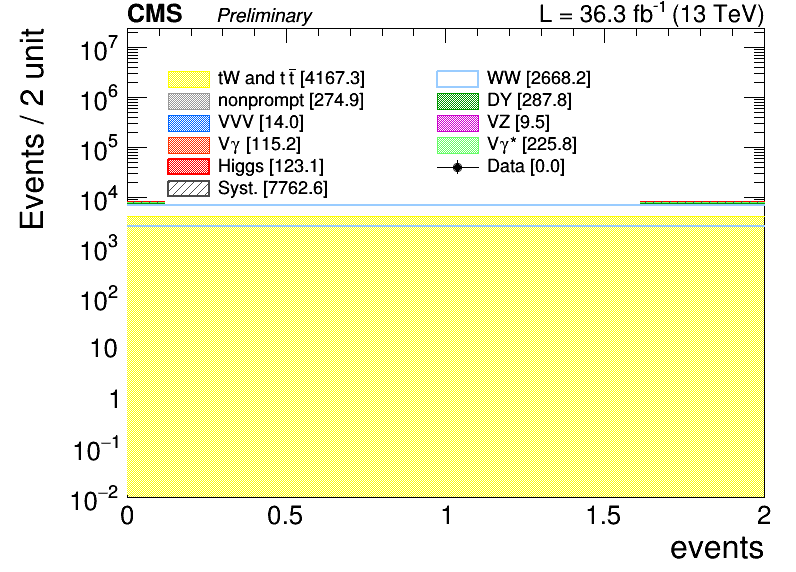 CMS Preliminary L = 36.3 fb⁻¹ (13 TeV)
Events / 2 unit
10⁷
10⁶
10⁵
10⁴
10³
10²
10
1
10⁻¹
10⁻²
tW and tt̄ [4167.3]
WW [2668.2]
nonprompt [274.9]
DY [287.8]
VVV [14.0]
VZ [9.5]
Vγ [115.2]
Vγ* [225.8]
Higgs [123.1]
Data [0.0]
Syst. [7762.6]
0 0.5 1 1.5 2
events